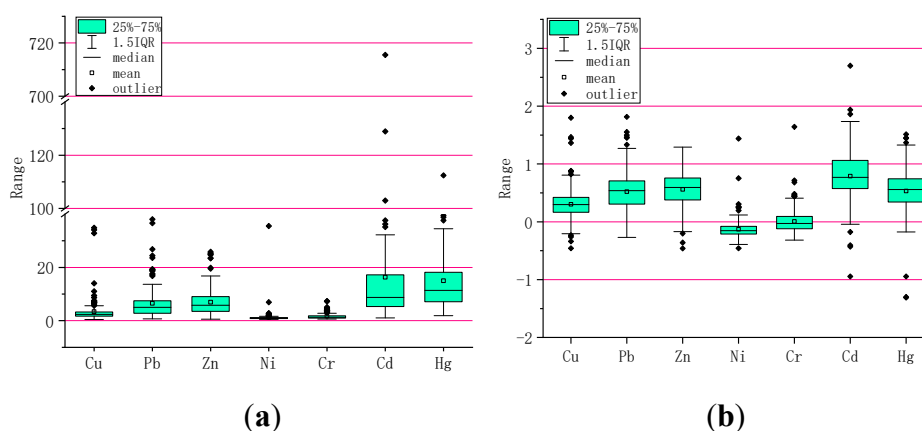 25%-75%
1.5IQR
median
mean
outlier
720
700
120
100
20
0
Range
Cu Pb Zn Ni Cr Cd Hg
(a)
25%-75%
1.5IQR
median
mean
outlier
3
2
1
0
-1
-2
Range
Cu Pb Zn Ni Cr Cd Hg
(b)